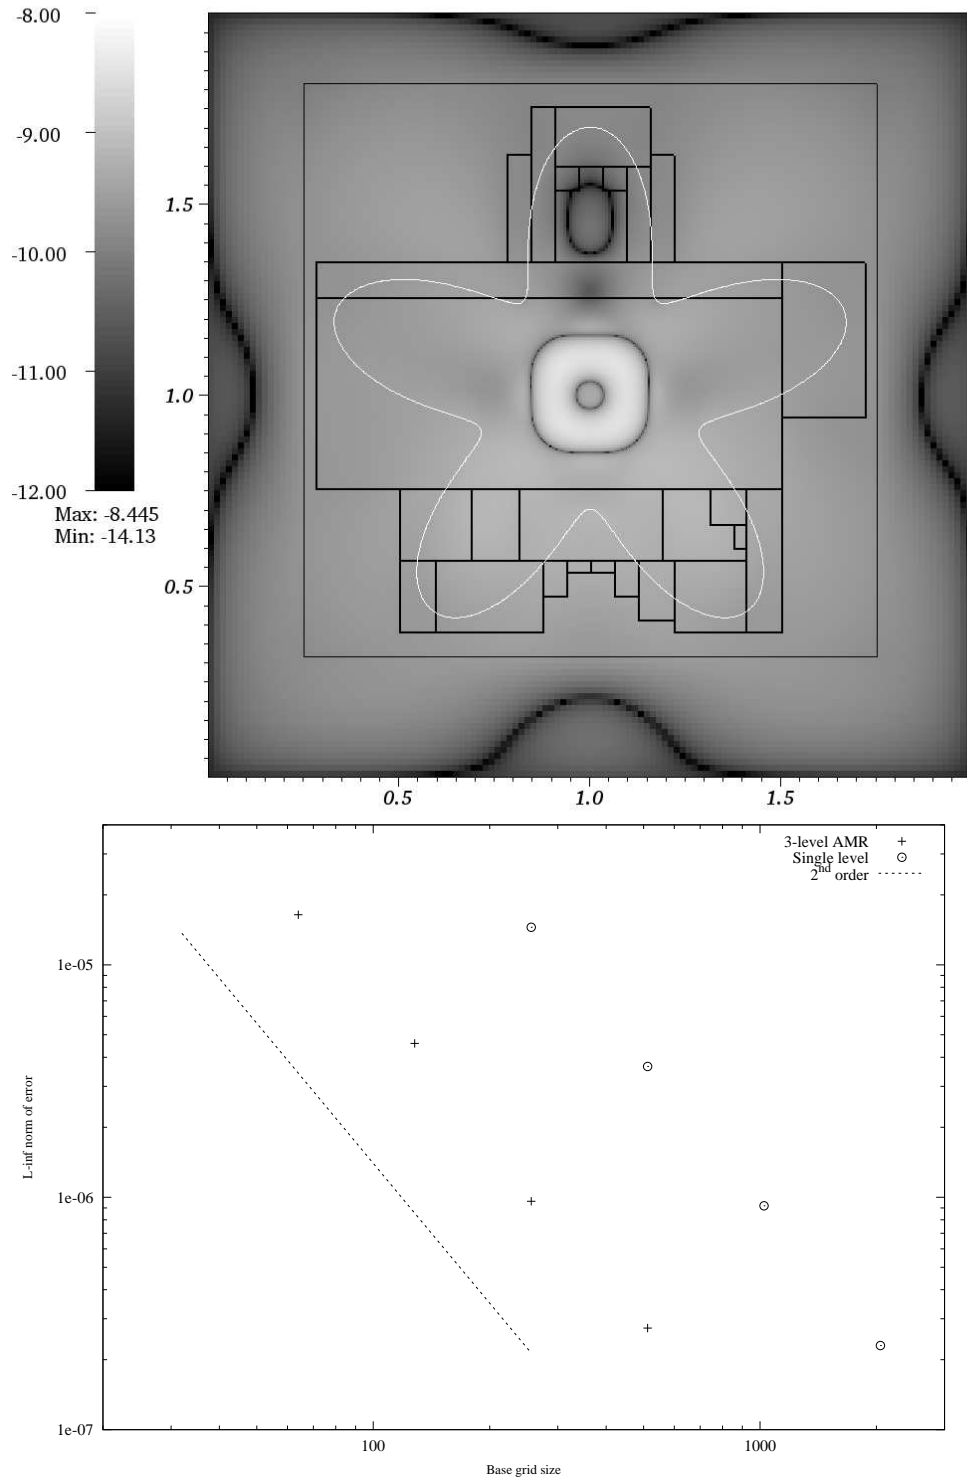 -8.00
-9.00
-10.00
-11.00
-12.00
Max: -8.445
Min: -14.13
1.5
1.0
0.5
0.5
1.0
1.5
3-level AMR
Single level
2nd order
1e-05
1e-06
1e-07
L-inf norm of error
100
1000
Base grid size